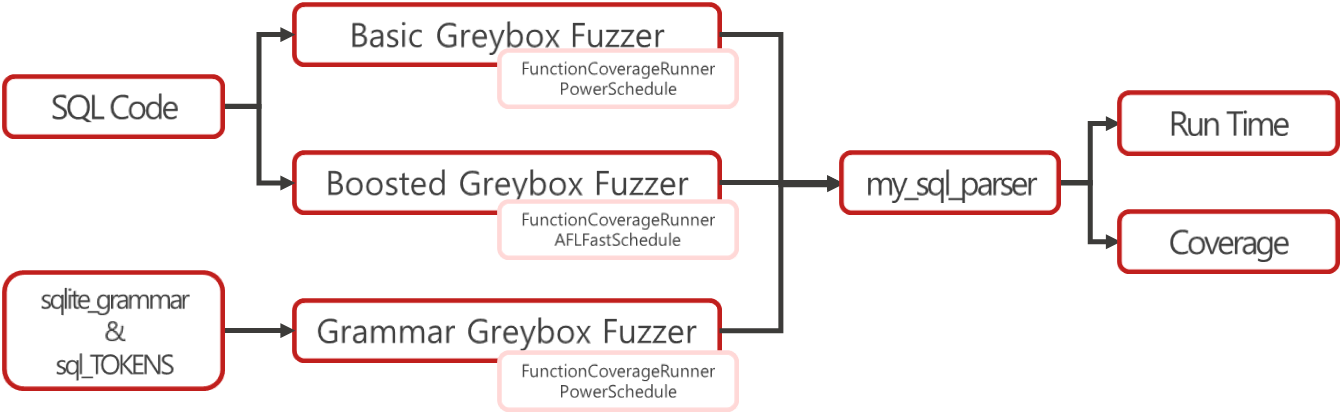 SQL Code
Basic Greybox Fuzzer
FunctionCoverageRunner
PowerSchedule
Boosted Greybox Fuzzer
FunctionCoverageRunner
AFLFastSchedule
sqlite_grammar
&
sql_TOKENS
Grammar Greybox Fuzzer
FunctionCoverageRunner
PowerSchedule
my_sql_parser
Run Time
Coverage